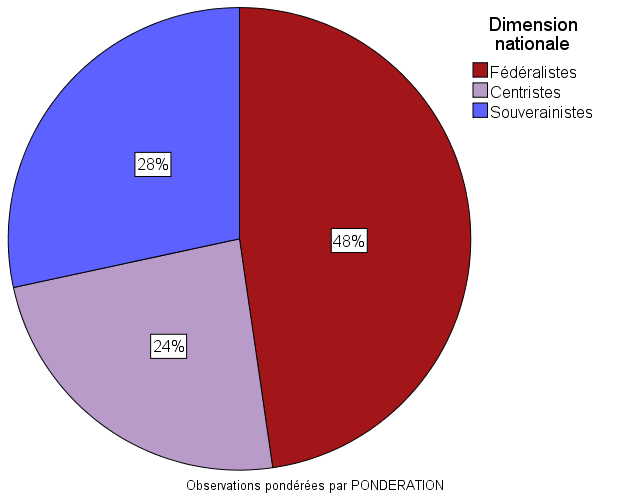 Dimension
nationale
Fédéralistes
Centristes
Souverainistes
28%
48%
24%
Observations pondérées par PONDERATION